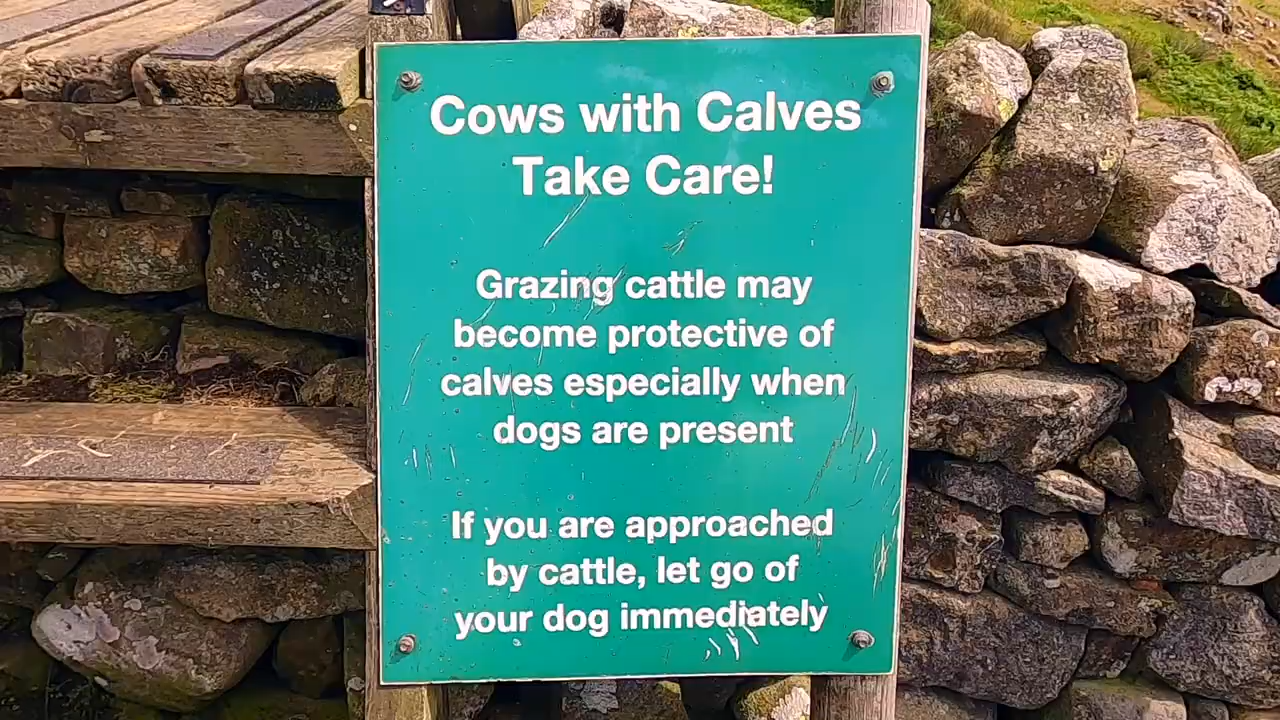 Cows with Calves
Take Care!
Grazing cattle may
become protective of
calves especially when
dogs are present
If you are approached
by cattle, let go of
your dog immediately